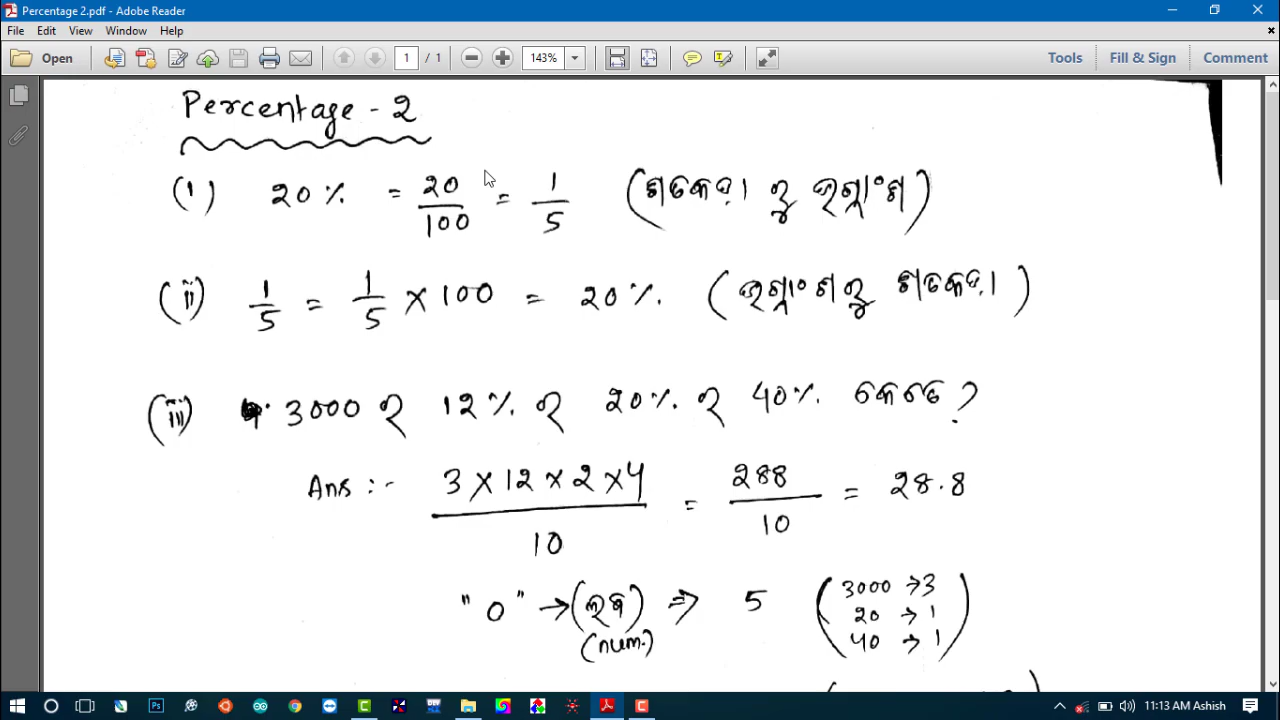 Percentage 2.pdf - Adobe Reader
File Edit View Window Help
Open 1 / 1 143% Tools Fill & Sign Comment
Percentage - 2
(i) 20% = 20/100 = 1/5 (ଶତକଡ଼ା ରୁ ଭଗ୍ନାଂଶ)
(ii) 1/5 = 1/5 × 100 = 20%. (ଭଗ୍ନାଂଶ ରୁ ଶତକଡ଼ା)
(iii) 3000 ର 12%. ର 20%. ର 40%. କେତେ ?
Ans :- 3 × 12 × 2 × 4 / 10 = 288/10 = 28.8
"0" → (ଲବ) ⇒ 5 (3000 → 3
20 → 1
(num.) 40 → 1)
11:13 AM Ashish